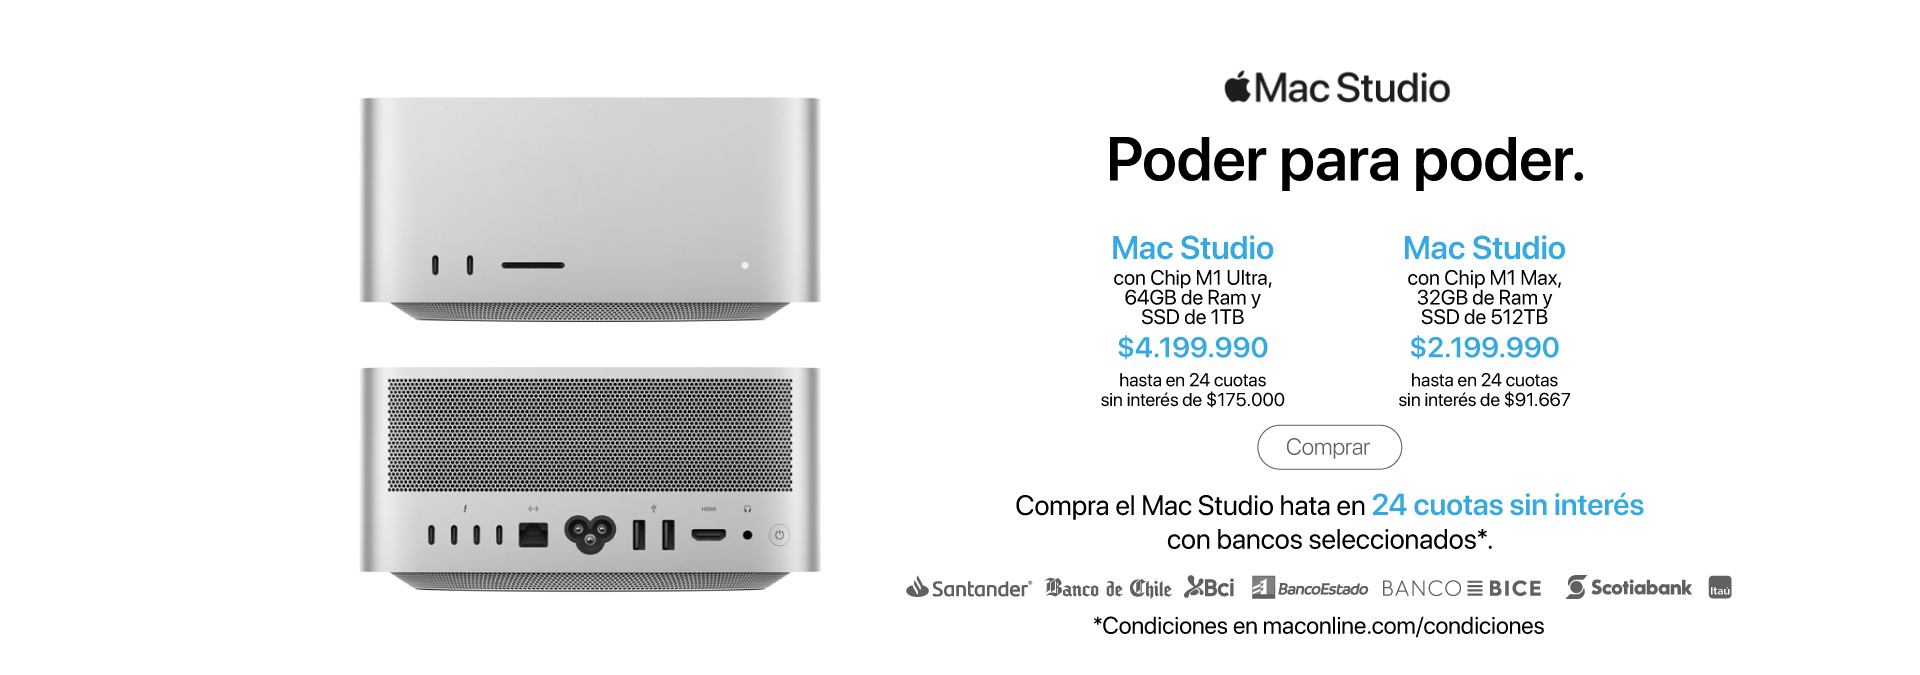 Mac Studio
Poder para poder.
Mac Studio
con Chip M1 Ultra,
64GB de Ram y
SSD de 1TB
$4.199.990
hasta en 24 cuotas
sin interés de $175.000
Mac Studio
con Chip M1 Max,
32GB de Ram y
SSD de 512TB
$2.199.990
hasta en 24 cuotas
sin interés de $91.667
Comprar
Compra el Mac Studio hata en 24 cuotas sin interés
con bancos seleccionados*.
Santander Banco de Chile Bci BancoEstado BANCO BICE Scotiabank Itaú
*Condiciones en maconline.com/condiciones
HDMI